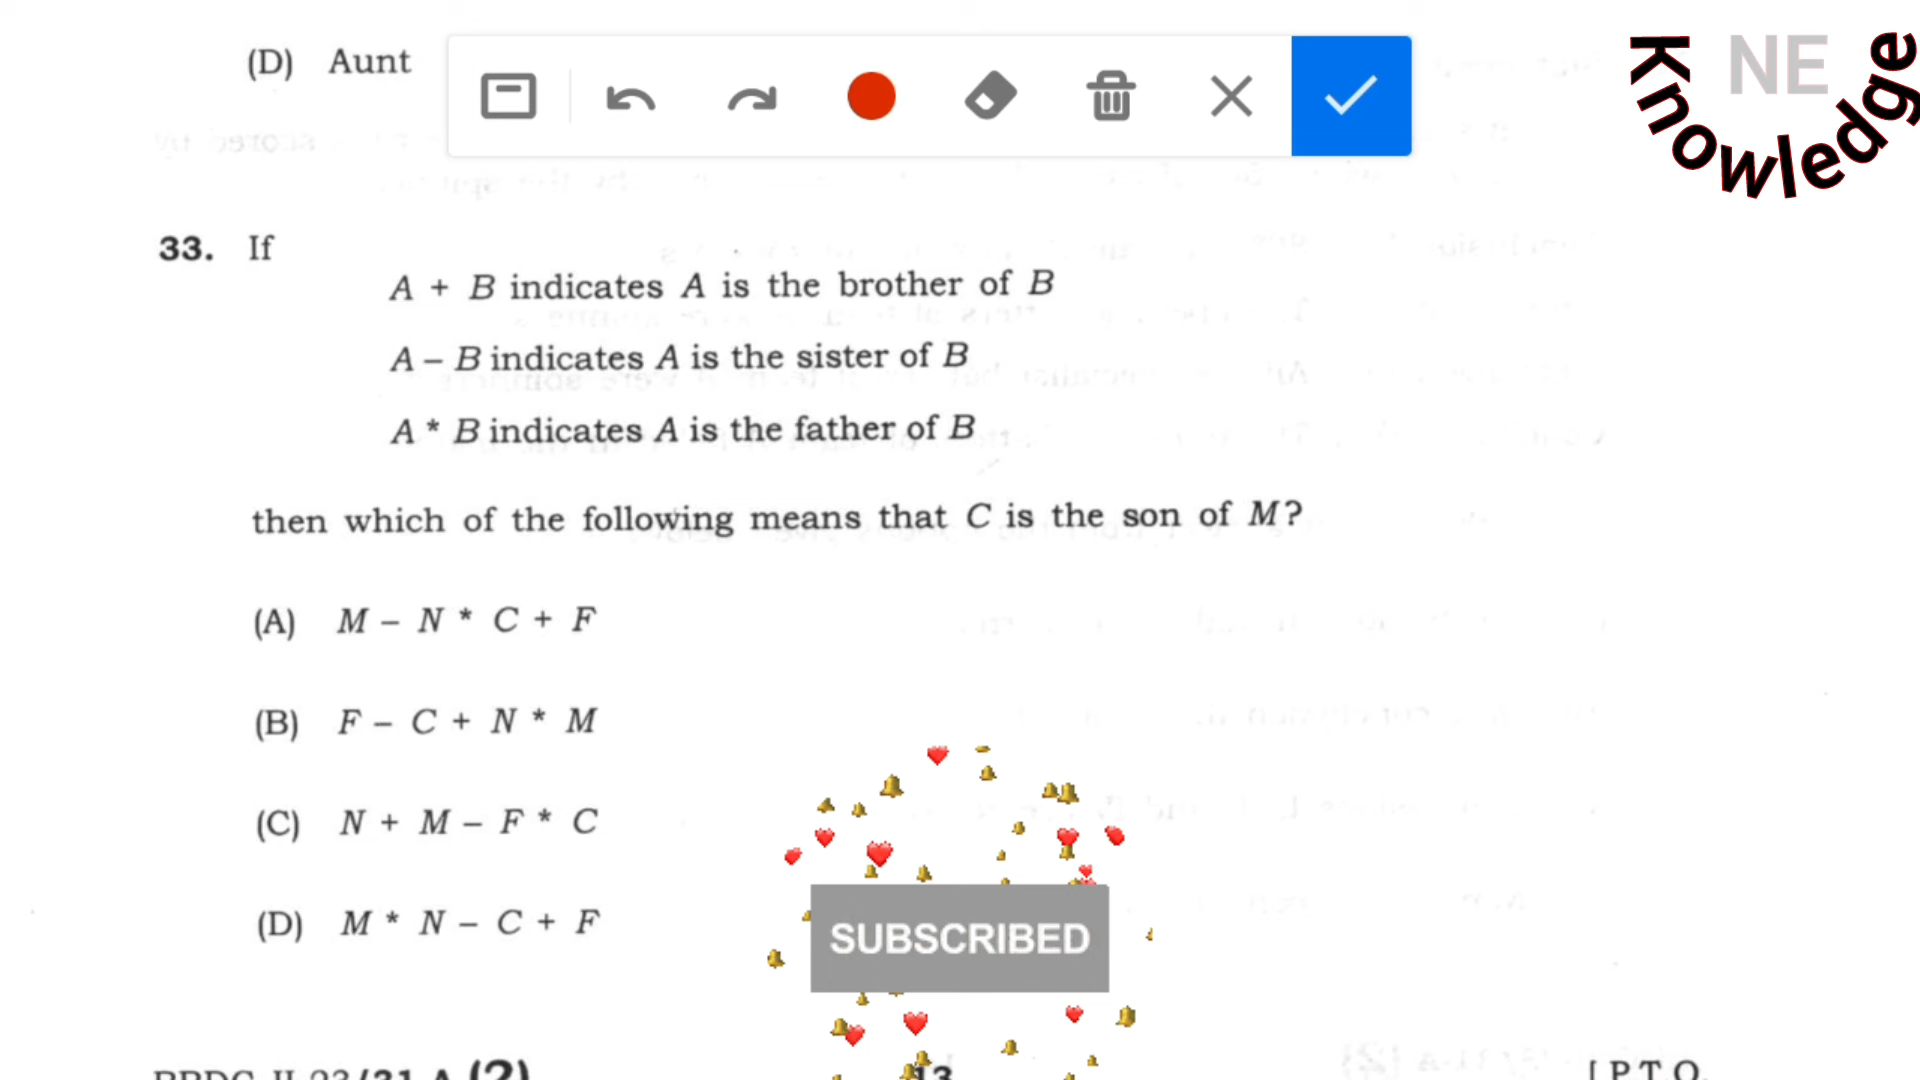 (D) Aunt
NE
Knowledge
33. If
A + B indicates A is the brother of B
A – B indicates A is the sister of B
A * B indicates A is the father of B
then which of the following means that C is the son of M?
(A) M – N * C + F
(B) F – C + N * M
(C) N + M – F * C
(D) M * N – C + F
SUBSCRIBED
13
[ P.T.O.